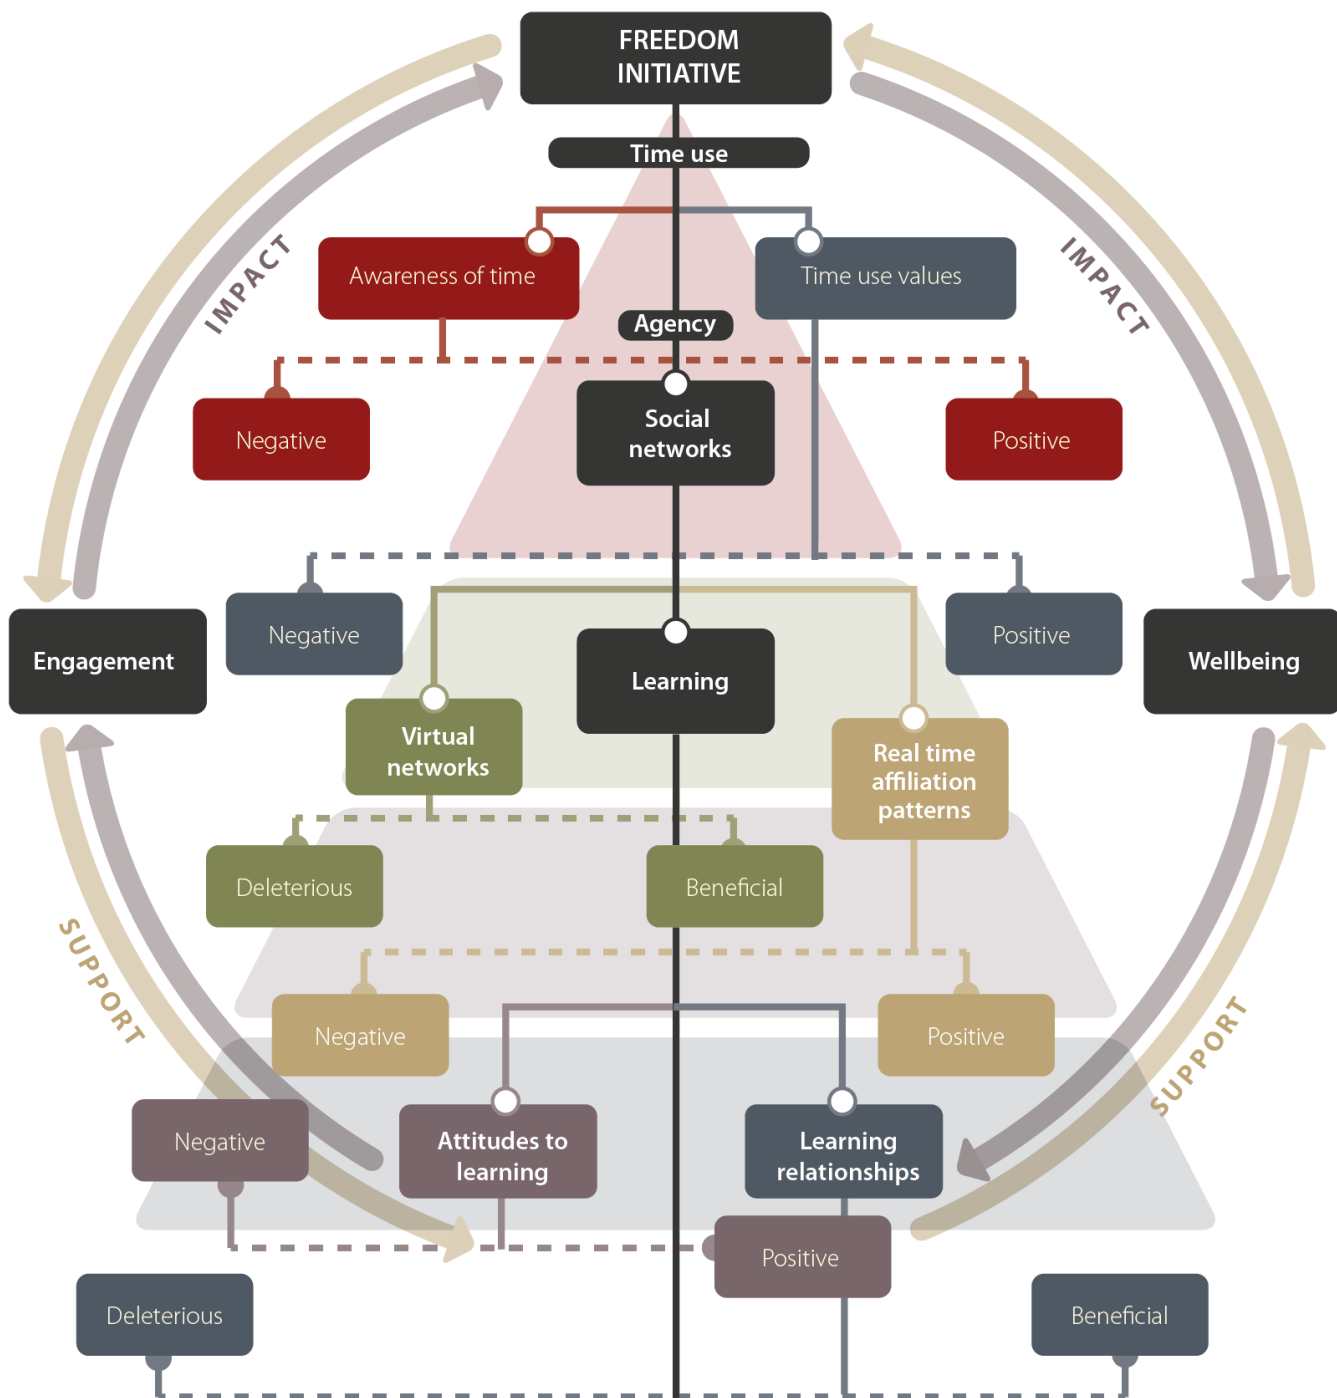 FREEDOM
INITIATIVE
Time use
IMPACT
IMPACT
Awareness of time
Time use values
Agency
Negative
Social
networks
Positive
Negative
Positive
Engagement
Learning
Wellbeing
Virtual
networks
Real time
affiliation
patterns
Deleterious
Beneficial
SUPPORT
SUPPORT
Negative
Positive
Negative
Attitudes to
learning
Learning
relationships
Positive
Deleterious
Beneficial